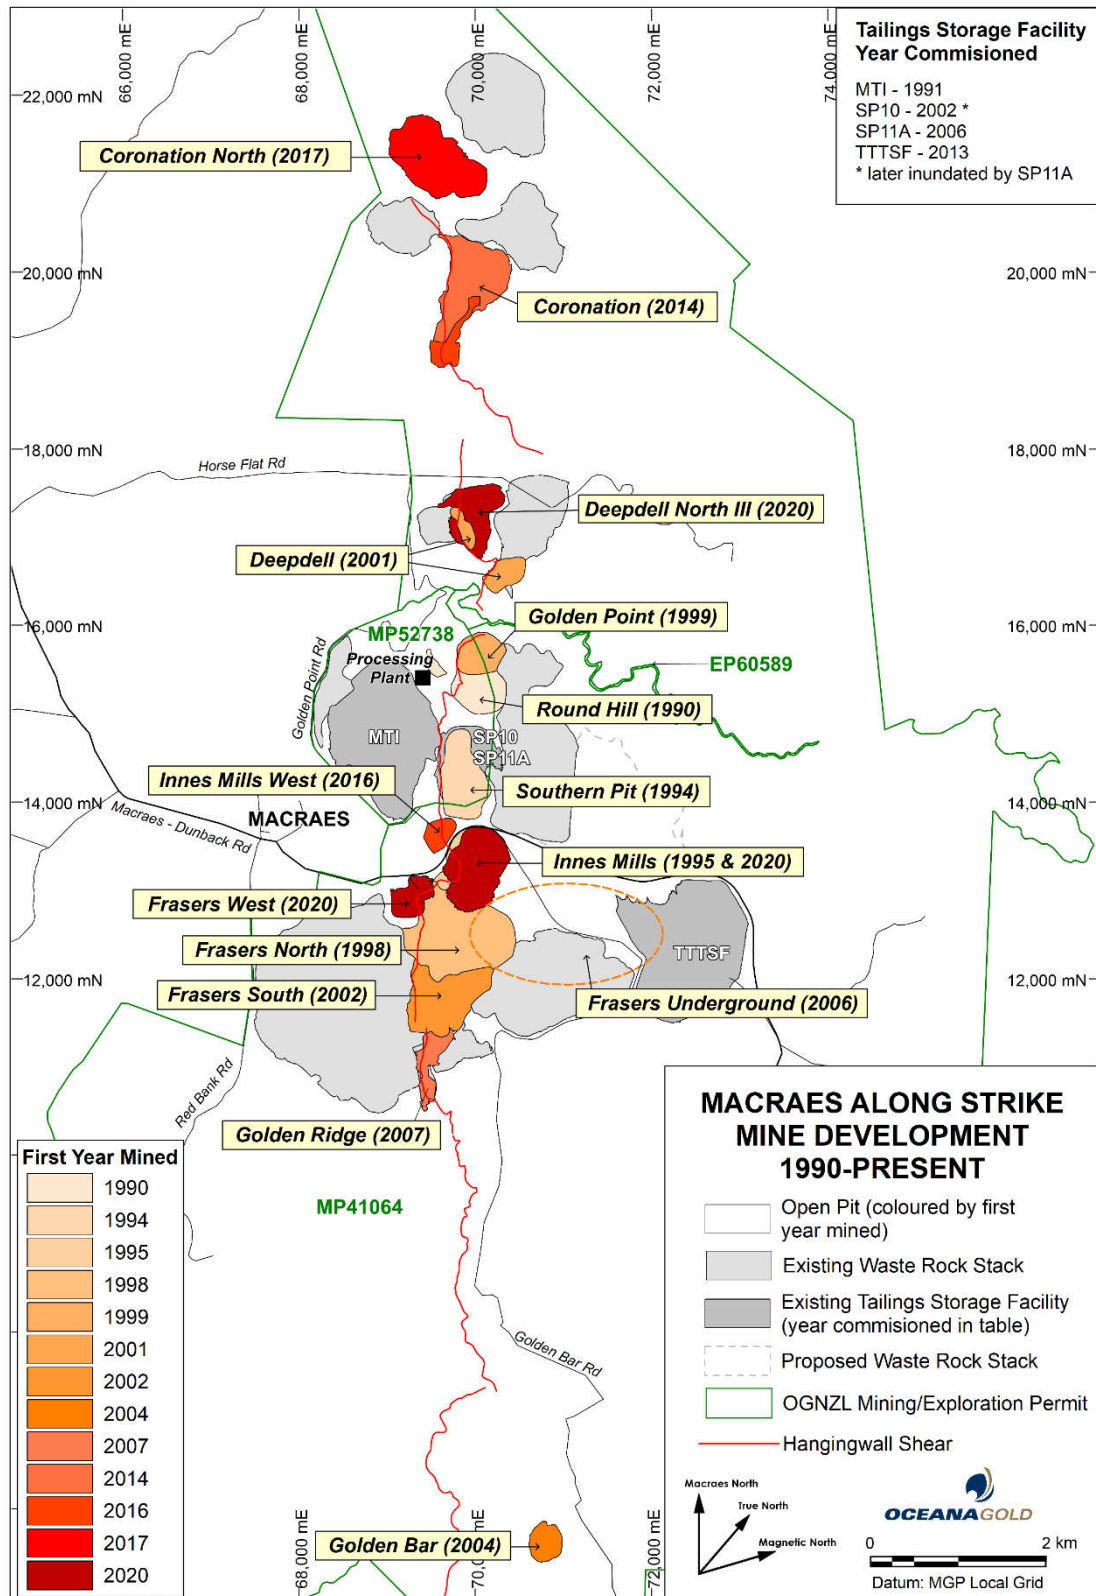 66,000 mE
68,000 mE
70,000 mE
72,000 mE
74,000 mE
Tailings Storage Facility
Year Commisioned
MTI - 1991
SP10 - 2002 *
SP11A - 2006
TTTSF - 2013
* later inundated by SP11A
22,000 mN
Coronation North (2017)
20,000 mN
20,000 mN
Coronation (2014)
18,000 mN
18,000 mN
Horse Flat Rd
Deepdell North III (2020)
Deepdell (2001)
Golden Point (1999)
16,000 mN
16,000 mN
MP52738
Processing
Plant
EP60589
Golden Point Rd
Round Hill (1990)
MTI
SP10
SP11A
Innes Mills West (2016)
Southern Pit (1994)
14,000 mN
14,000 mN
MACRAES
Macraes - Dunback Rd
Innes Mills (1995 & 2020)
Frasers West (2020)
Frasers North (1998)
TTTSF
12,000 mN
12,000 mN
Frasers South (2002)
Frasers Underground (2006)
Red Bank Rd
Golden Ridge (2007)
MP41064
Golden Bar Rd
Golden Bar (2004)
68,000 mE
70,000 mE
72,000 mE
First Year Mined
1990
1994
1995
1998
1999
2001
2002
2004
2007
2014
2016
2017
2020
MACRAES ALONG STRIKE
MINE DEVELOPMENT
1990-PRESENT
Open Pit (coloured by first
year mined)
Existing Waste Rock Stack
Existing Tailings Storage Facility
(year commisioned in table)
Proposed Waste Rock Stack
OGNZL Mining/Exploration Permit
Hangingwall Shear
Macraes North
True North
Magnetic North
OCEANAGOLD
0 2 km
Datum: MGP Local Grid